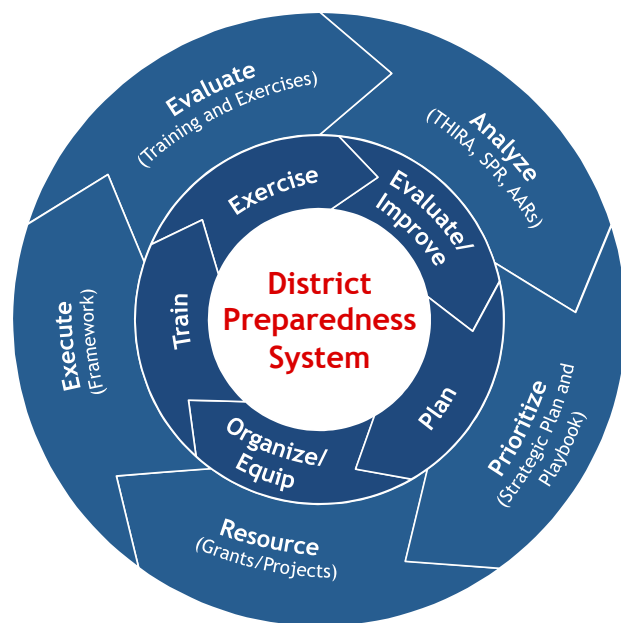 District
Preparedness
System
Evaluate
(Training and Exercises)
Analyze
(THIRA, SPR, AARs)
Prioritize
(Strategic Plan and
Playbook)
Resource
(Grants/Projects)
Execute
(Framework)
Exercise
Evaluate/
Improve
Plan
Organize/
Equip
Train